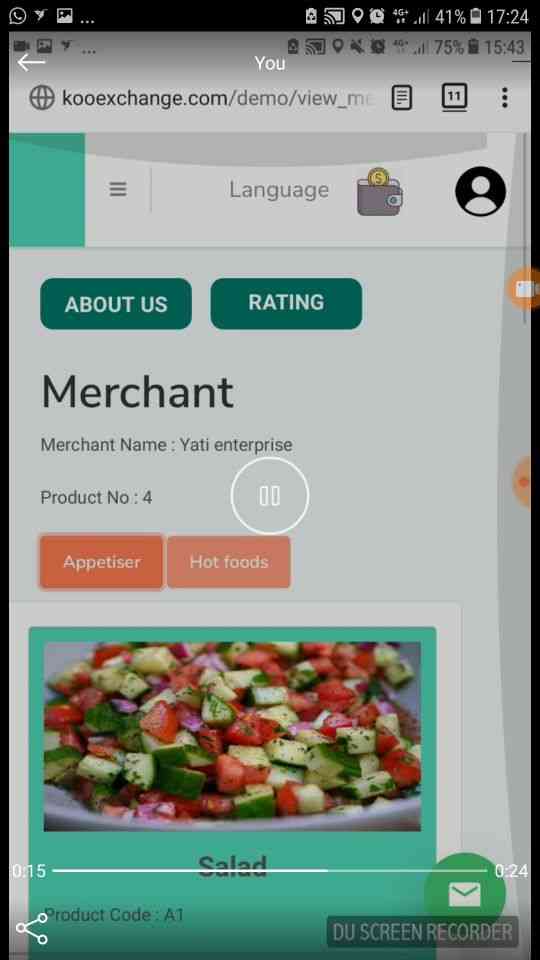 ... 4G+ 41% 17:24
... 4G+ 75% 15:43
You
kooexchange.com/demo/view_me
11
Language
$
ABOUT US
RATING
Merchant
Merchant Name : Yati enterprise
Product No : 4
Appetiser
Hot foods
0:15
Salad
0:24
Product Code : A1
DU SCREEN RECORDER